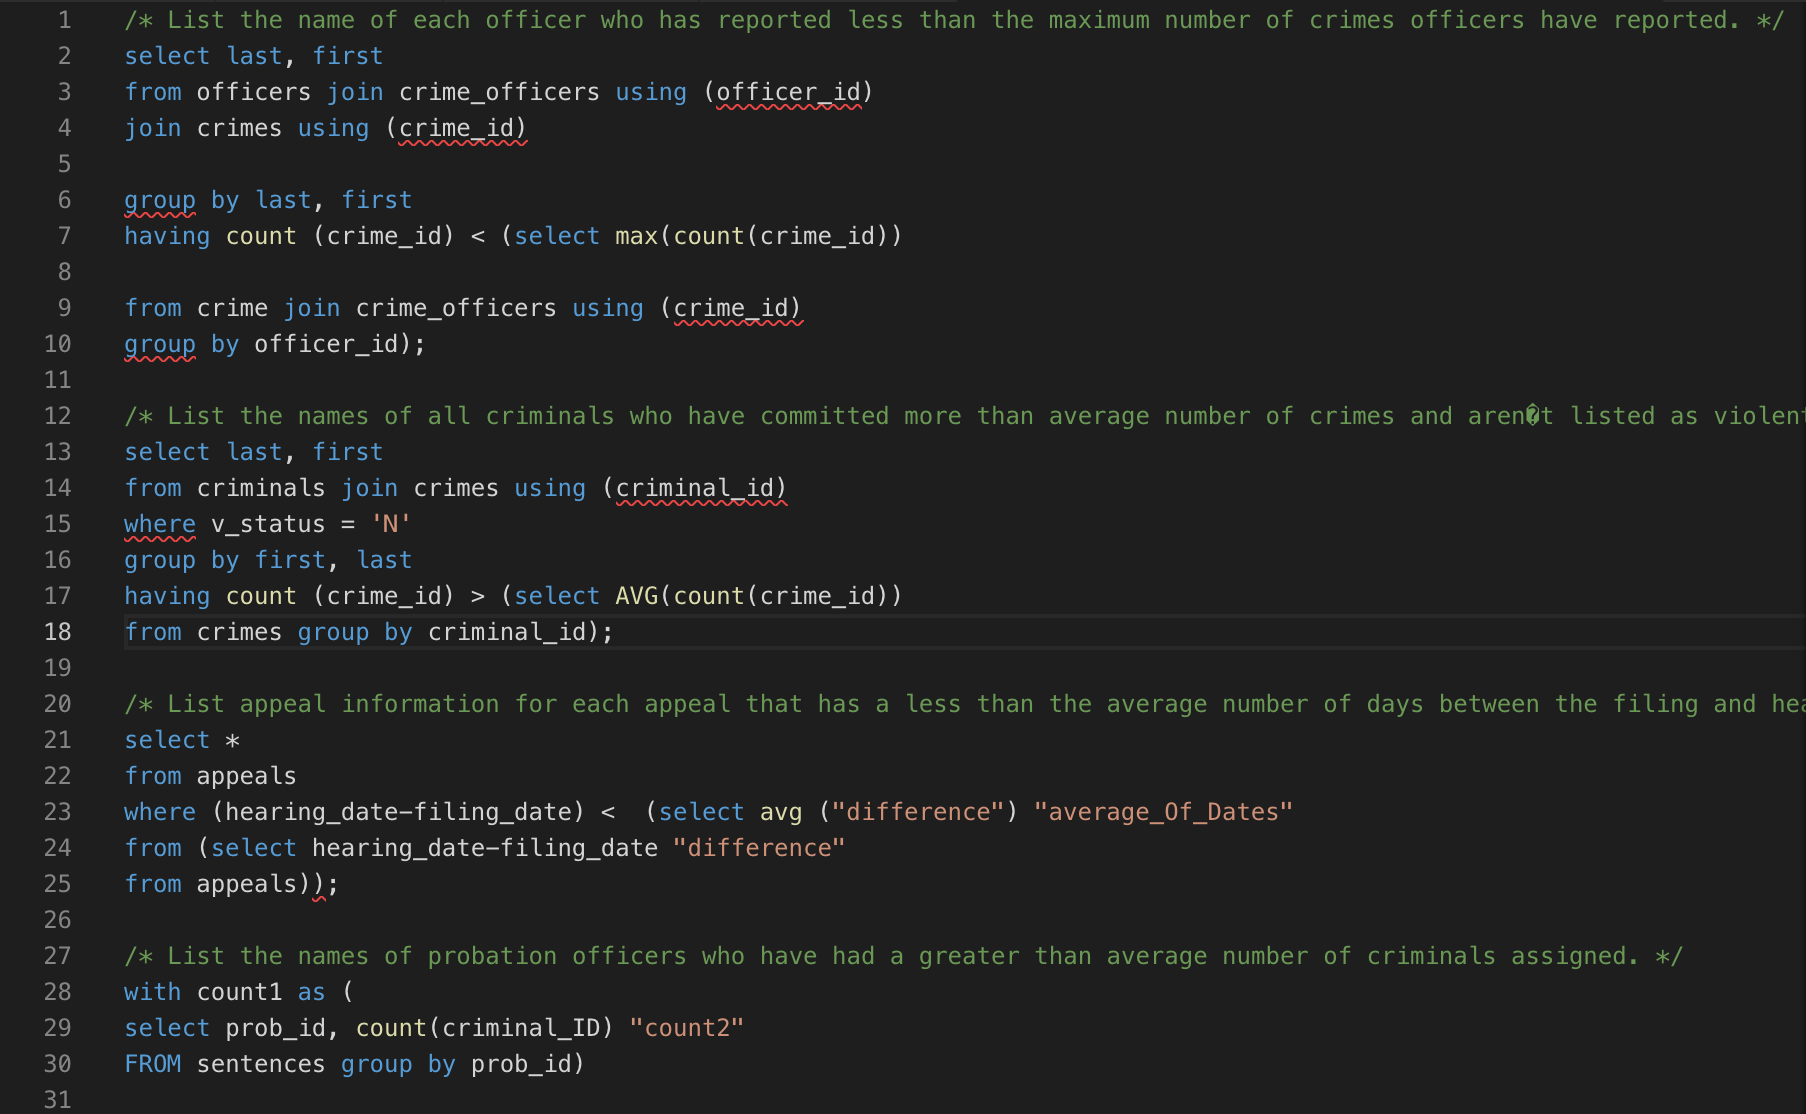 1 /* List the name of each officer who has reported less than the maximum number of crimes officers have reported. */
2 select last, first
3 from officers join crime_officers using (officer_id)
4 join crimes using (crime_id)
5
6 group by last, first
7 having count (crime_id) < (select max(count(crime_id))
8
9 from crime join crime_officers using (crime_id)
10 group by officer_id);
11
12 /* List the names of all criminals who have committed more than average number of crimes and aren�t listed as violent
13 select last, first
14 from criminals join crimes using (criminal_id)
15 where v_status = 'N'
16 group by first, last
17 having count (crime_id) > (select AVG(count(crime_id))
18 from crimes group by criminal_id);
19
20 /* List appeal information for each appeal that has a less than the average number of days between the filing and hea
21 select *
22 from appeals
23 where (hearing_date-filing_date) <  (select avg ("difference") "average_Of_Dates"
24 from (select hearing_date-filing_date "difference"
25 from appeals));
26
27 /* List the names of probation officers who have had a greater than average number of criminals assigned. */
28 with count1 as (
29 select prob_id, count(criminal_ID) "count2"
30 FROM sentences group by prob_id)
31